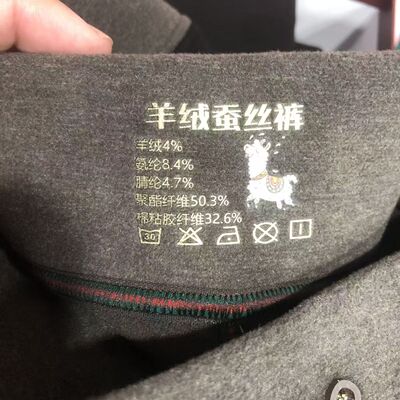 羊绒蚕丝裤
羊绒4%
氨纶8.4%
腈纶4.7%
聚酯纤维50.3%
棉粘胶纤维32.6%
30